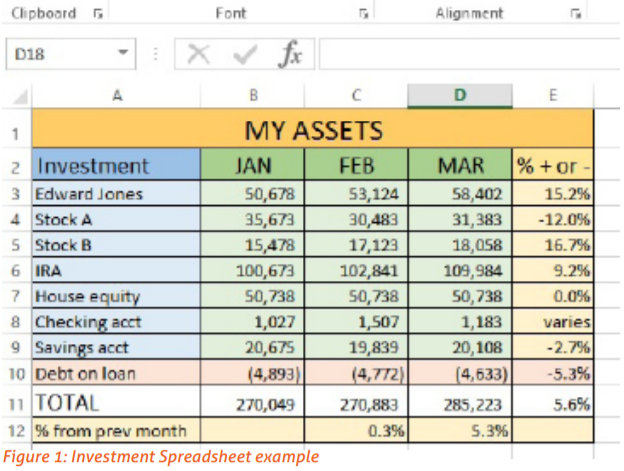 Clipboard Font Alignment
D18 fx
A B C D E
1 MY ASSETS
2 Investment JAN FEB MAR % + or -
3 Edward Jones 50,678 53,124 58,402 15.2%
4 Stock A 35,673 30,483 31,383 -12.0%
5 Stock B 15,478 17,123 18,058 16.7%
6 IRA 100,673 102,841 109,984 9.2%
7 House equity 50,738 50,738 50,738 0.0%
8 Checking acct 1,027 1,507 1,183 varies
9 Savings acct 20,675 19,839 20,108 -2.7%
10 Debt on loan (4,893) (4,772) (4,633) -5.3%
11 TOTAL 270,049 270,883 285,223 5.6%
12 % from prev month 0.3% 5.3%
Figure 1: Investment Spreadsheet example